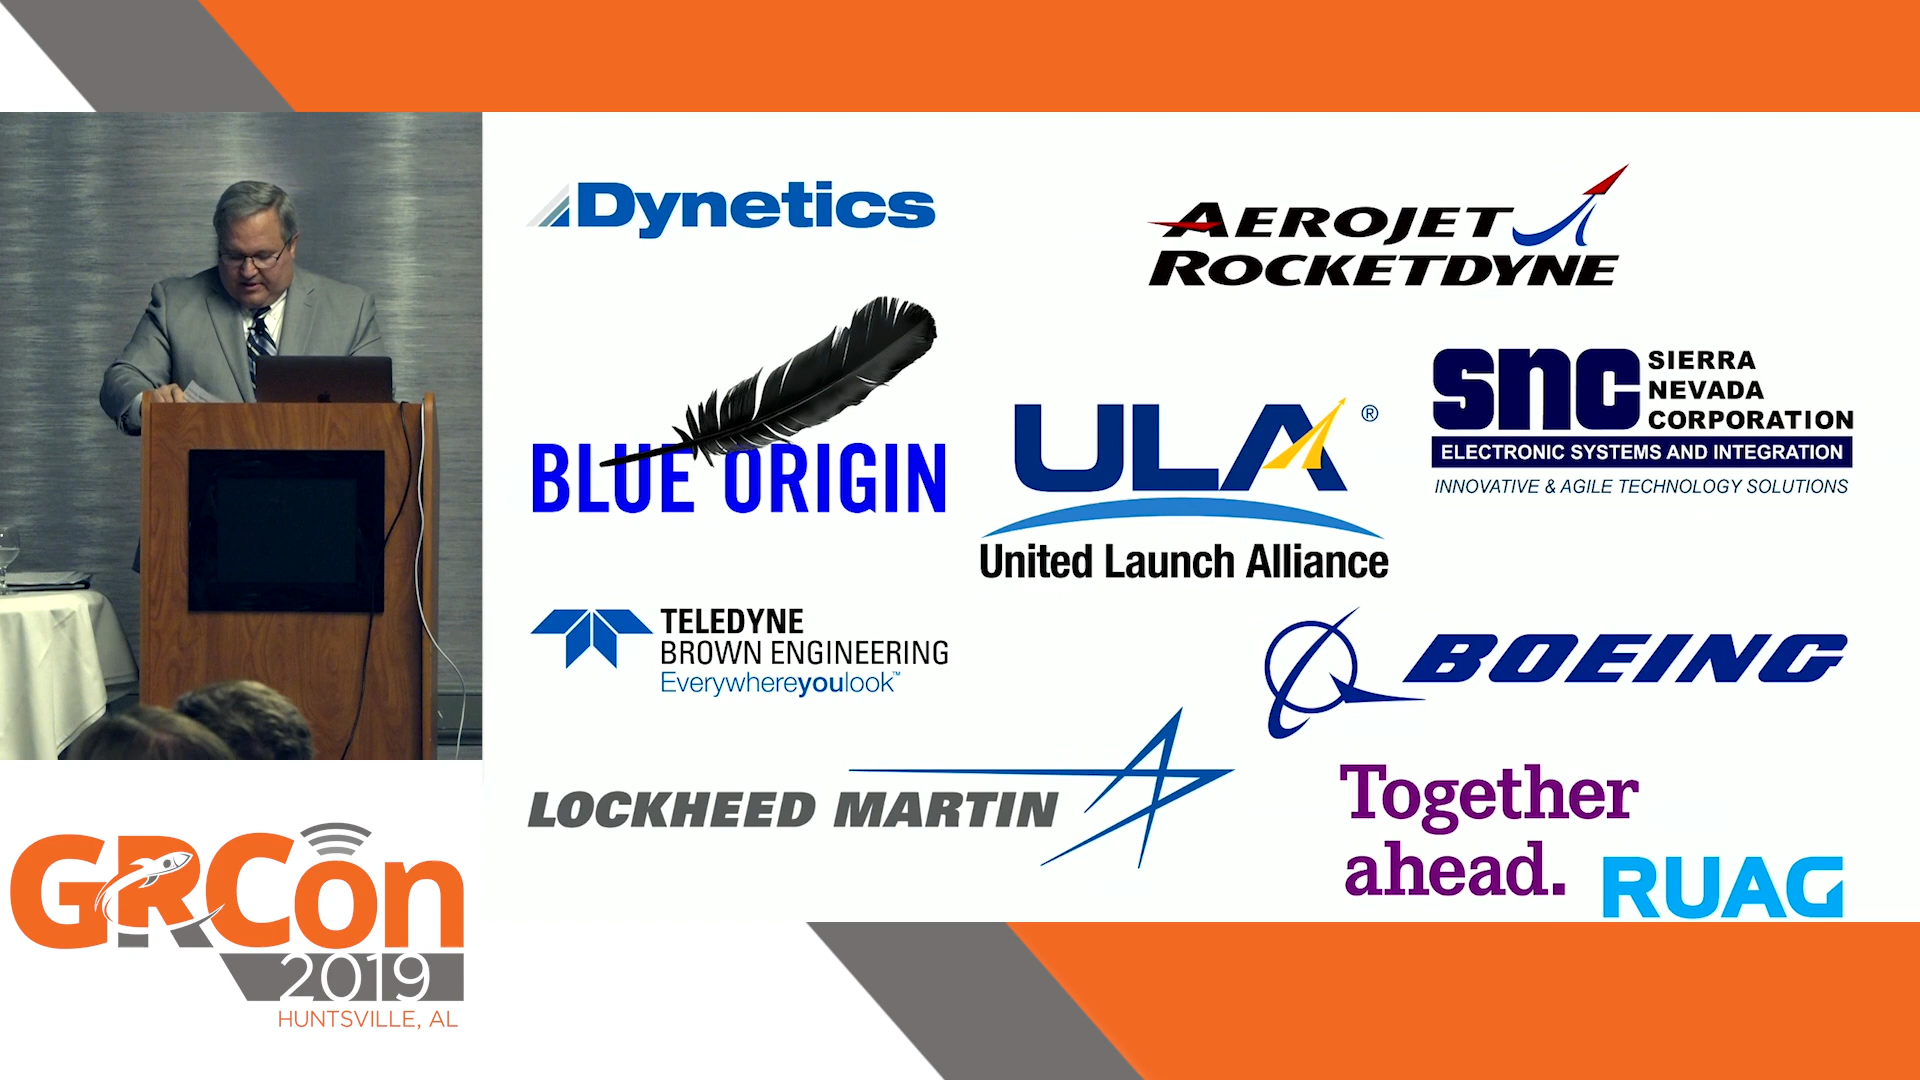 Dynetics
AEROJET
ROCKETDYNE
BLUE ORIGIN
ULA®
United Launch Alliance
snc SIERRA
NEVADA
CORPORATION
ELECTRONIC SYSTEMS AND INTEGRATION
INNOVATIVE & AGILE TECHNOLOGY SOLUTIONS
TELEDYNE
BROWN ENGINEERING
Everywhereyoulook™
BOEING
LOCKHEED MARTIN
Together
ahead. RUAG
GRCon
2019
HUNTSVILLE, AL